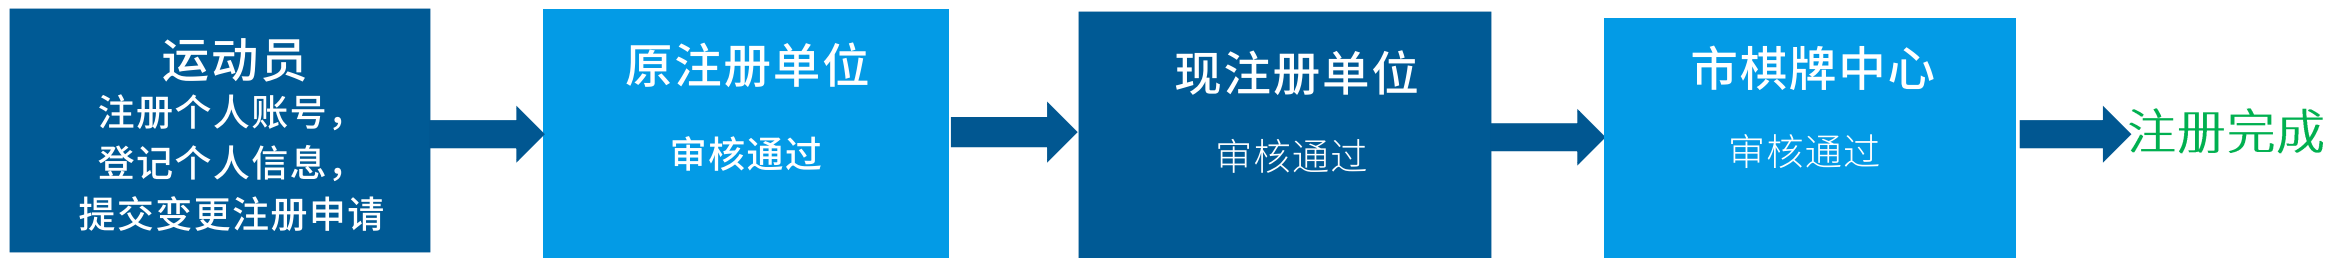 运动员
注册个人账号，
登记个人信息，
提交变更注册申请
原注册单位
审核通过
现注册单位
审核通过
市棋牌中心
审核通过
注册完成